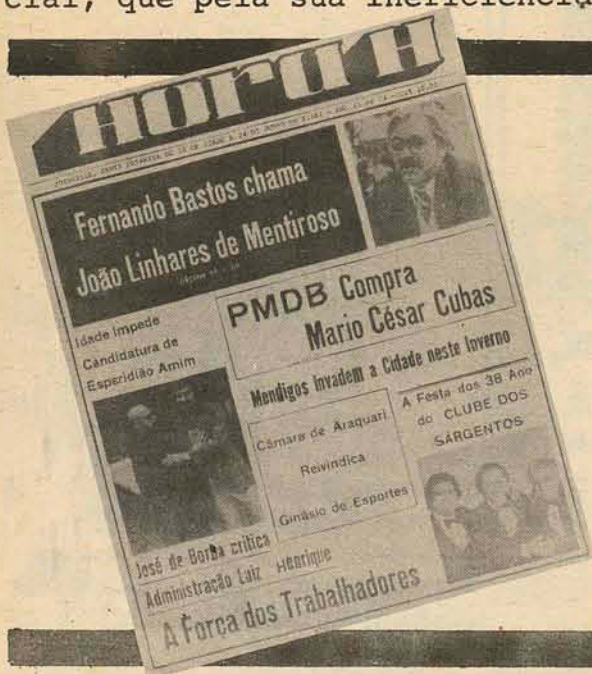 cial, que pela sua ineficiência
HORA H
Fernando Bastos chama
João Linhares de Mentiroso
Idade Impede
Candidatura de
Esperidião Amim
PMDB Compra
Mario César Cubas
Mendigos invadem a Cidade neste Inverno
Câmara de Araquari
Reivindica
Ginásio de Esportes
A Festa dos 38 Ano
do CLUBE DOS
SARGENTOS
José de Borba critica
Administração Luiz Henrique
A Força dos Trabalhadores